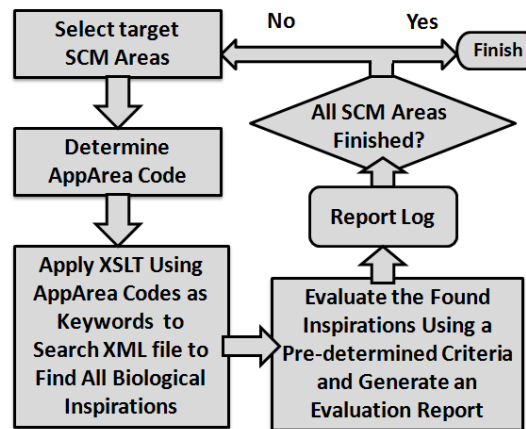 Select target
SCM Areas
Determine
AppArea Code
Apply XSLT Using
AppArea Codes as
Keywords to
Search XML file to
Find All Biological
Inspirations
Evaluate the Found
Inspirations Using a
Pre-determined Criteria
and Generate an
Evaluation Report
Report Log
All SCM Areas
Finished?
No
Yes
Finish